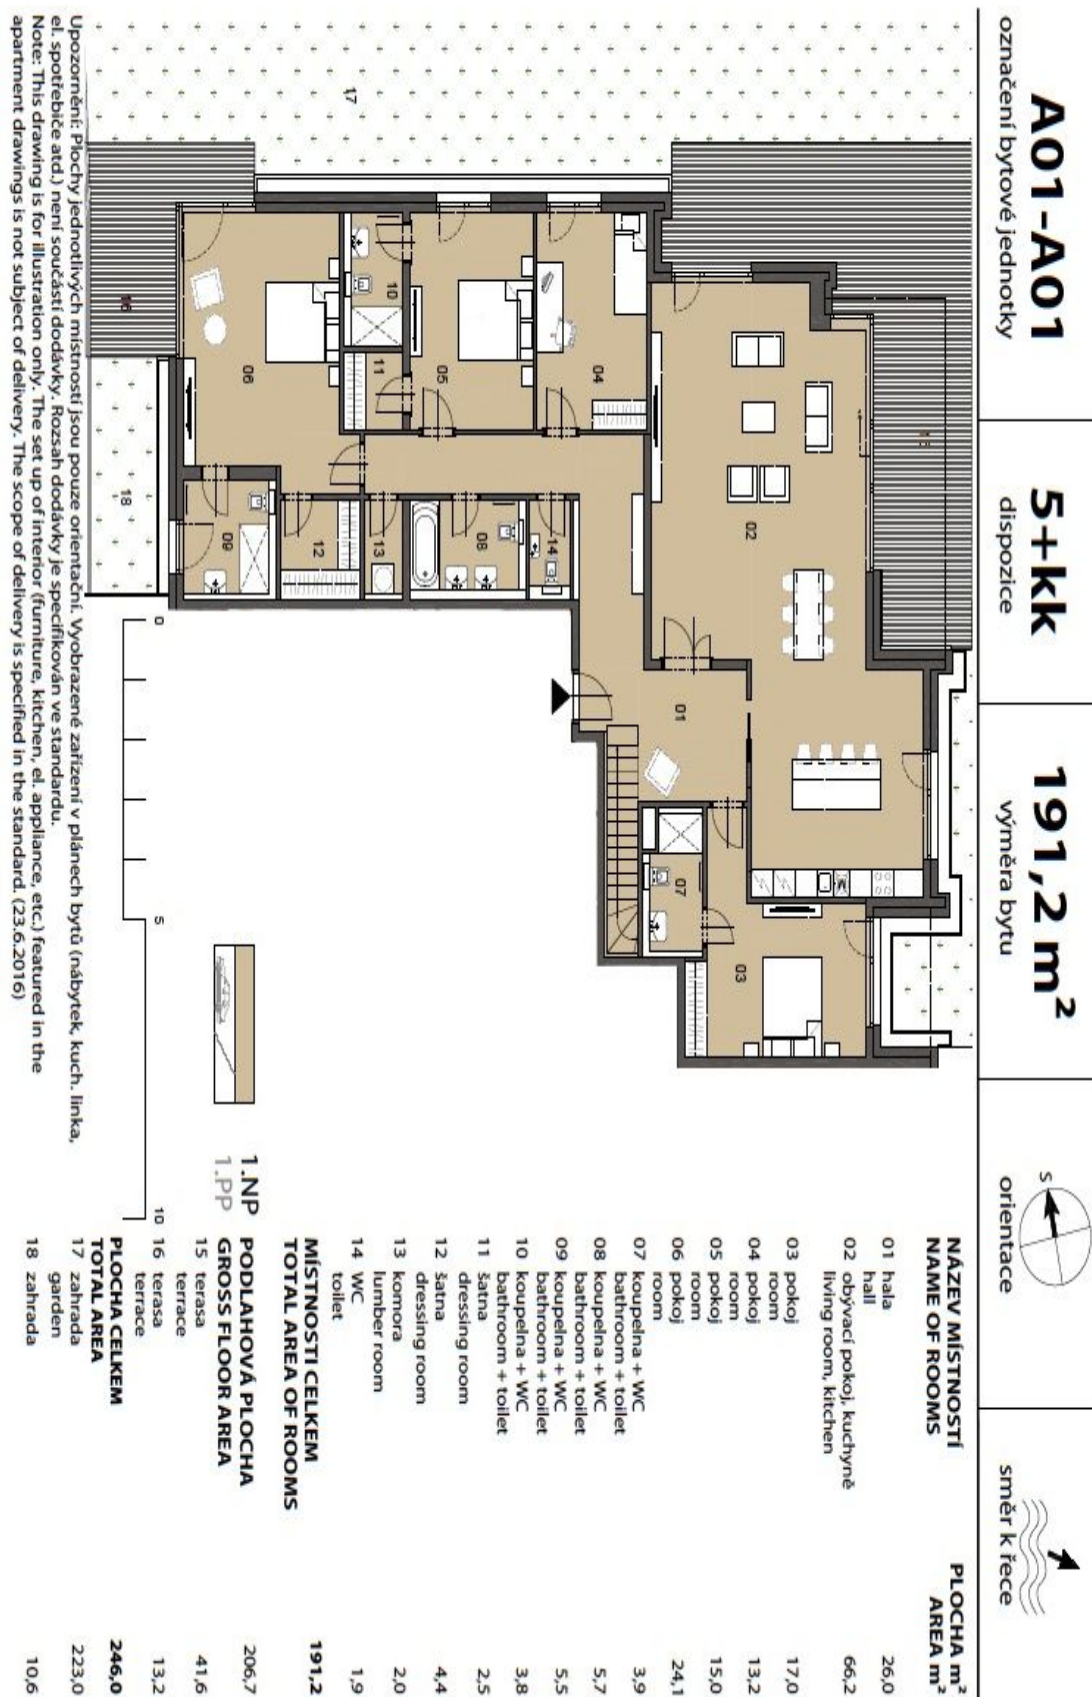 A01-A01
označení bytové jednotky
5+kk
dispozice
191,2 m²
výměra bytu
S
orientace
směr k řece
NÁZEV MÍSTNOSTÍ PLOCHA m²
NAME OF ROOMS AREA m²
01 hala 26,0
hall
02 obývací pokoj, kuchyně 66,2
living room, kitchen
03 pokoj 17,0
room
04 pokoj 13,2
room
05 pokoj 15,0
room
06 pokoj 24,1
room
07 koupelna + WC 3,9
bathroom + toilet
08 koupelna + WC 5,7
bathroom + toilet
09 koupelna + WC 5,5
bathroom + toilet
10 koupelna + WC 3,8
bathroom + toilet
11 šatna 2,5
dressing room
12 šatna 4,4
dressing room
13 komora 2,0
lumber room
14 WC 1,9
toilet
MÍSTNOSTI CELKEM 191,2
TOTAL AREA OF ROOMS
PODLAHOVÁ PLOCHA 206,7
GROSS FLOOR AREA
15 terasa 41,6
terrace
16 terasa 13,2
terrace
PLOCHA CELKEM 246,0
TOTAL AREA
17 zahrada 223,0
garden
18 zahrada 10,6
1.NP
1.PP
15
02
01
03
07
04
05
06
10
11
14
08
13
12
09
16
17
18
0
5
10
Upozornění: Plochy jednotlivých místností jsou pouze orientační. Vyobrazené zařízení v plánech bytů (nábytek, kuch. linka,
el. spotřebiče atd.) není součástí dodávky. Rozsah dodávky je specifikován ve standardu.
Note: This drawing is for illustration only. The set up of interior (furniture, kitchen, el. appliance, etc.) featured in the
apartment drawings is not subject of delivery. The scope of delivery is specified in the standard. (23.6.2016)